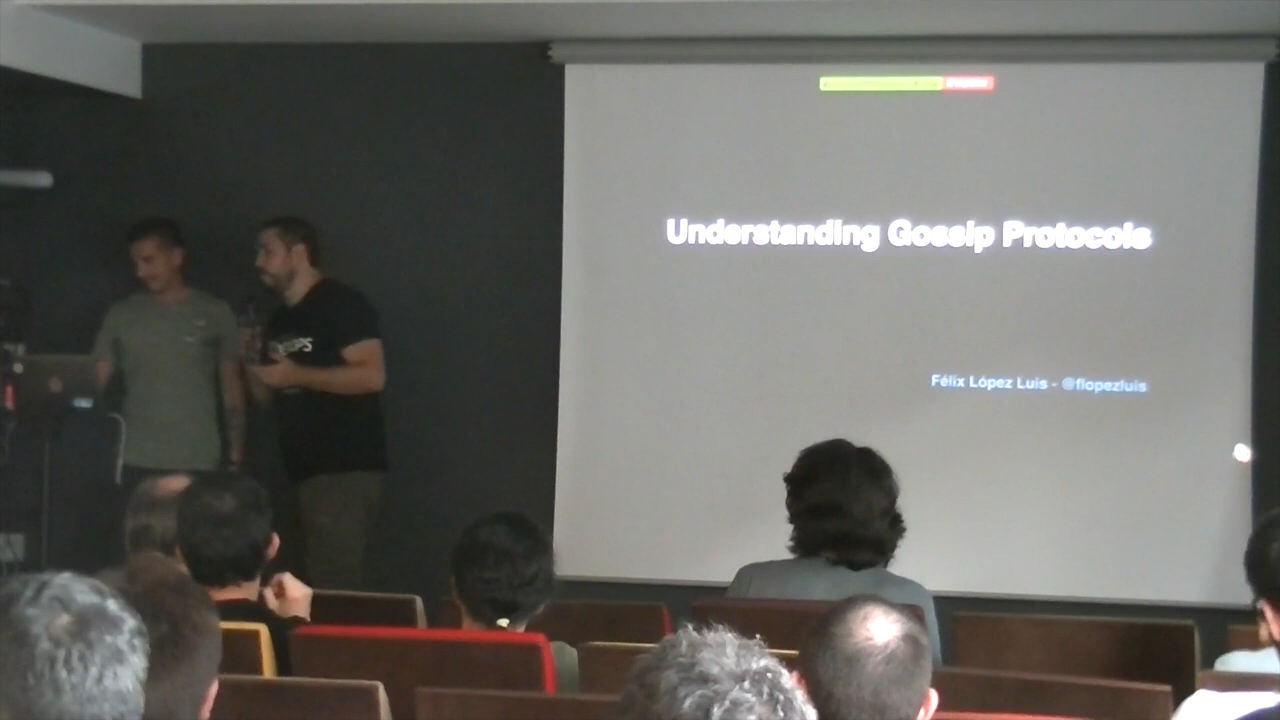 Understanding Gossip Protocols
Félix López Luis - @flopezluis